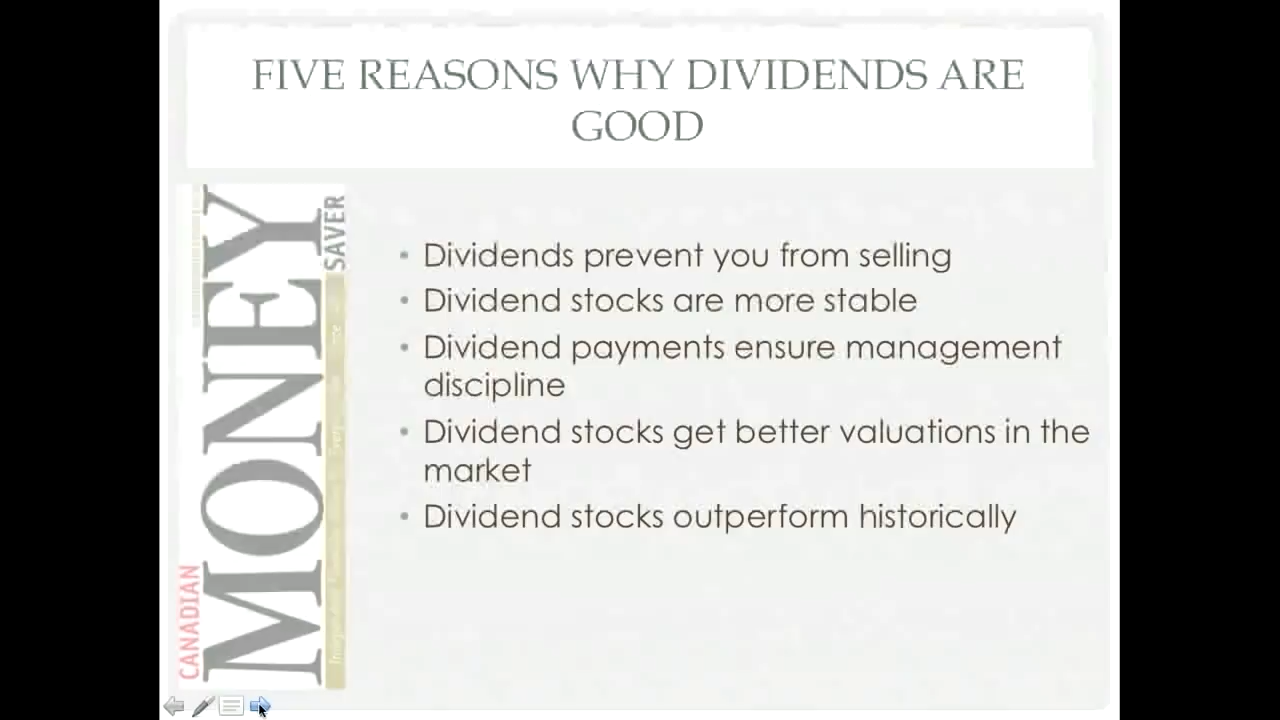 FIVE REASONS WHY DIVIDENDS ARE
GOOD
CANADIAN
MONEY
SAVER
• Dividends prevent you from selling
• Dividend stocks are more stable
• Dividend payments ensure management
discipline
• Dividend stocks get better valuations in the
market
• Dividend stocks outperform historically